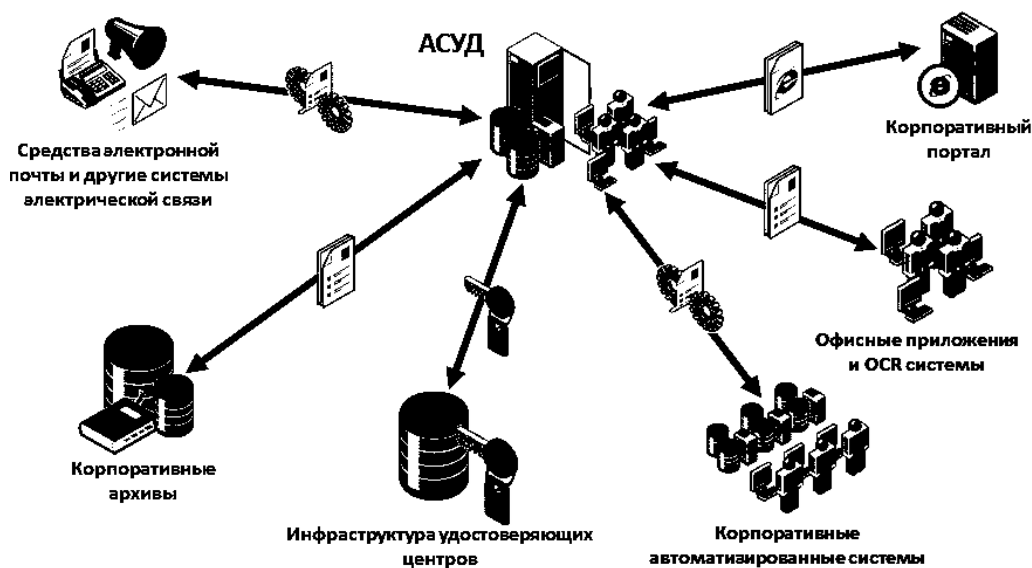 АСУД
Средства электронной
почты и другие системы
электрической связи
Корпоративный
портал
Офисные приложения
и OCR системы
Корпоративные
архивы
Инфраструктура удостоверяющих
центров
Корпоративные
автоматизированные системы